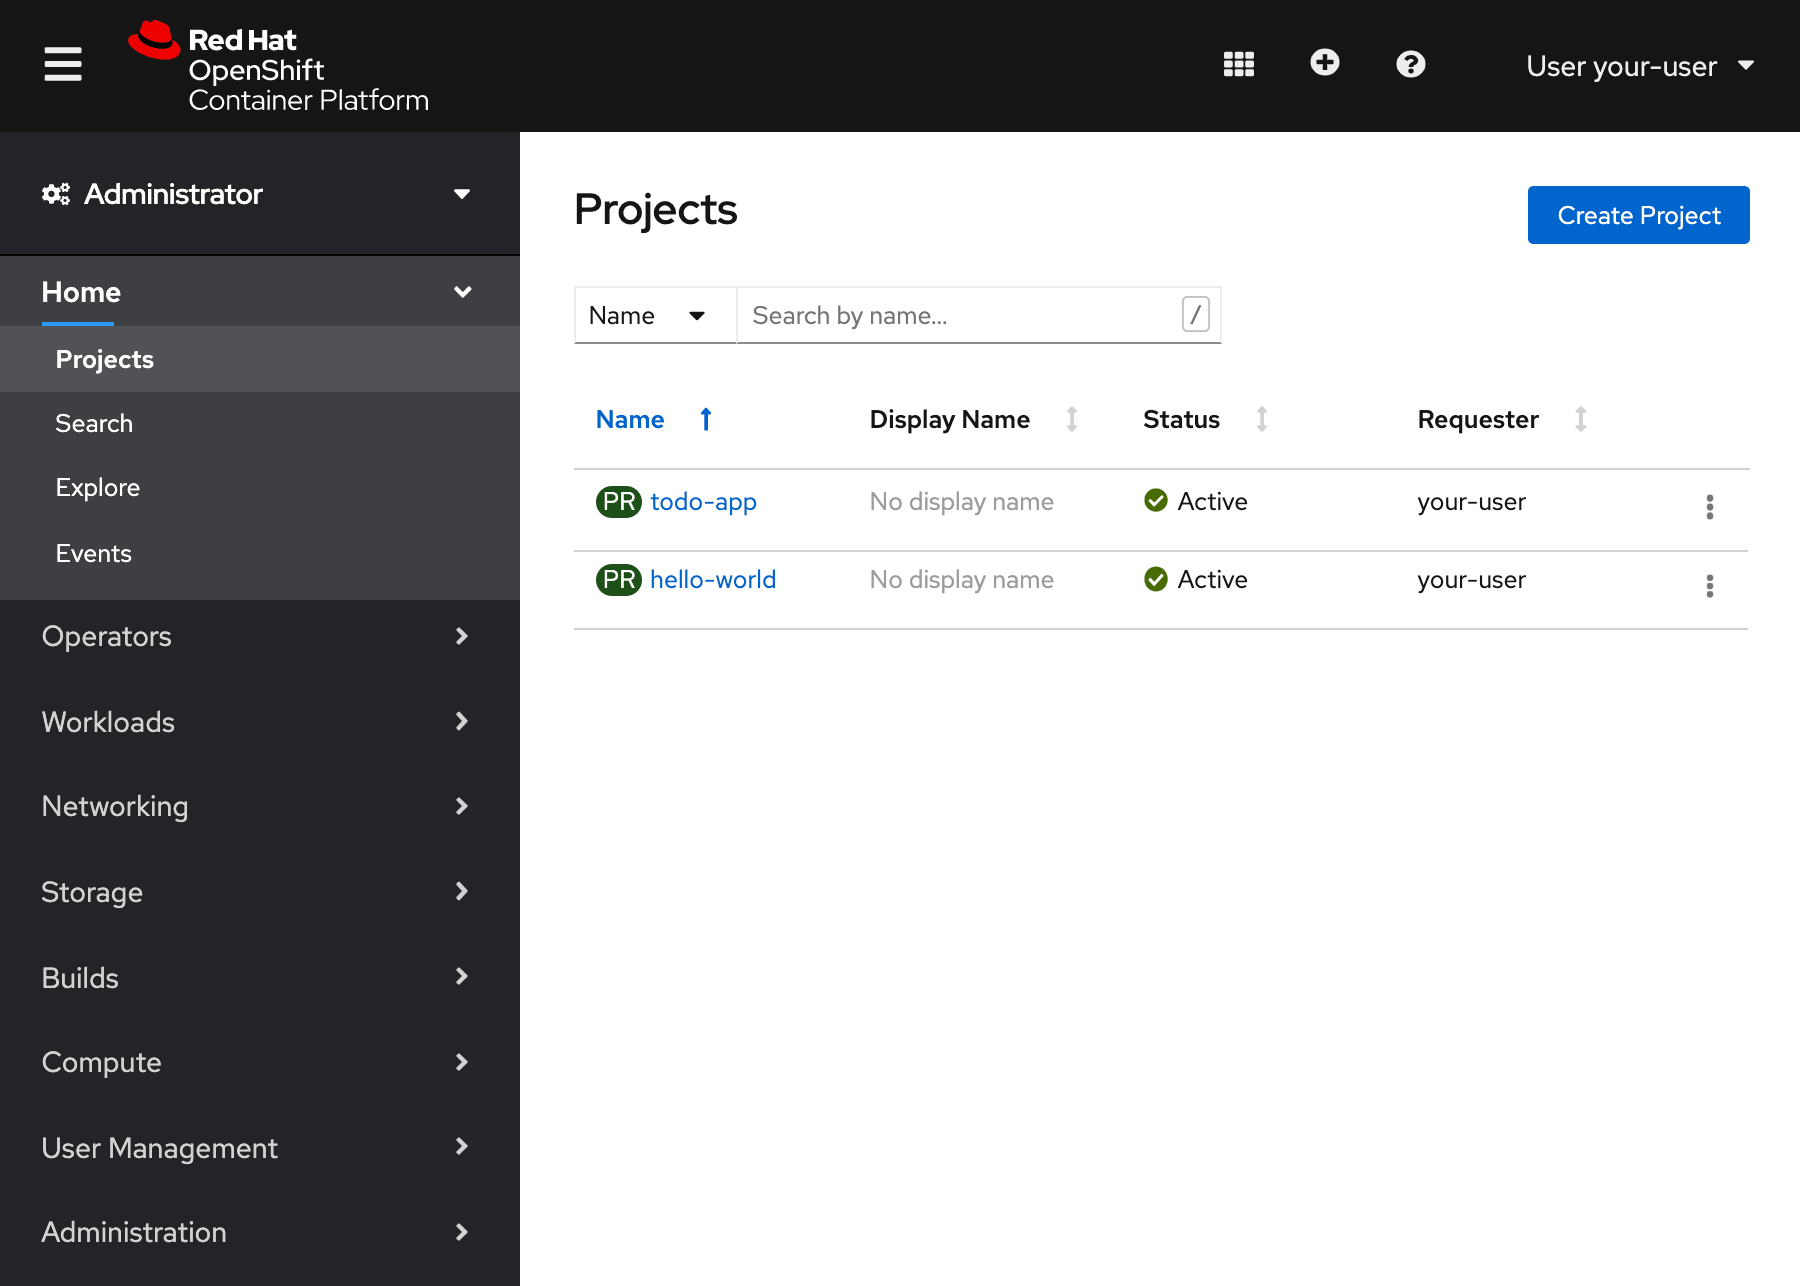 Red Hat
OpenShift
Container Platform
User your-user
Administrator
Home
Projects
Search
Explore
Events
Operators
Workloads
Networking
Storage
Builds
Compute
User Management
Administration
Projects
Create Project
Name
Search by name...
/
Name Display Name Status Requester
PR todo-app No display name Active your-user
PR hello-world No display name Active your-user